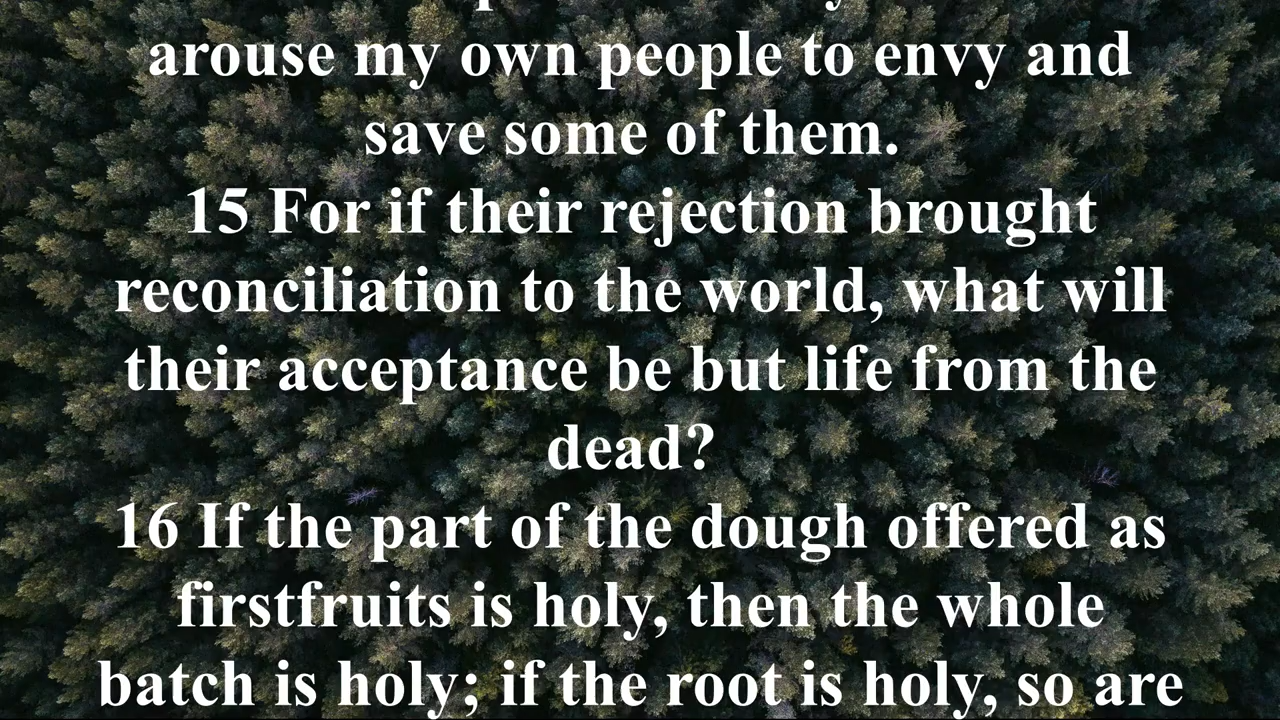 arouse my own people to envy and
save some of them.
15 For if their rejection brought
reconciliation to the world, what will
their acceptance be but life from the
dead?
16 If the part of the dough offered as
firstfruits is holy, then the whole
batch is holy; if the root is holy, so are